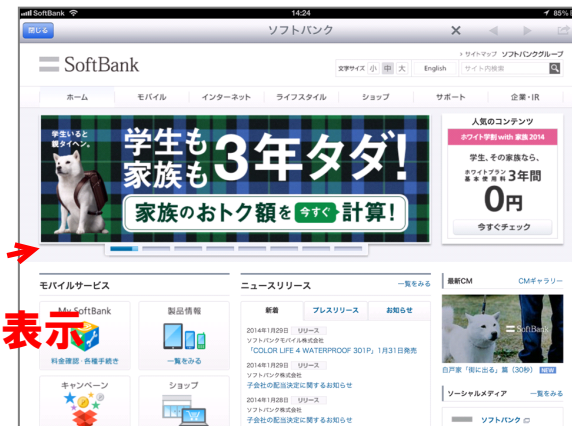 SoftBank
14:24
85%
閉じる
ソフトバンク
サイトマップ ソフトバンクグループ
SoftBank
文字サイズ 小 中 大 English サイト内検索
ホーム モバイル インターネット ライフスタイル ショップ サポート 企業・IR
学生いると
親タイヘン。
学生も
家族も
3年タダ!
家族のおトク額を 今すぐ 計算!
人気のコンテンツ
ホワイト学割 with 家族 2014
学生、その家族なら、
ホワイトプラン
基本使用料 3年間
0円
今すぐチェック
モバイルサービス
My SoftBank
製品情報
表示
料金確認・各種手続き
一覧をみる
キャンペーン
ショップ
ニュースリリース
一覧をみる
新着 プレスリリース お知らせ
2014年1月29日 リリース
ソフトバンクモバイル株式会社
「COLOR LIFE 4 WATERPROOF 301P」1月31日発売
2014年1月29日 リリース
ソフトバンク株式会社
子会社の配当決定に関するお知らせ
2014年1月28日 リリース
ソフトバンク株式会社
子会社の配当決定に関するお知らせ
最新CM
CMギャラリー
SoftBank
白戸家「街に出る」篇（30秒） NEW
ソーシャルメディア
一覧をみる
ソフトバンク